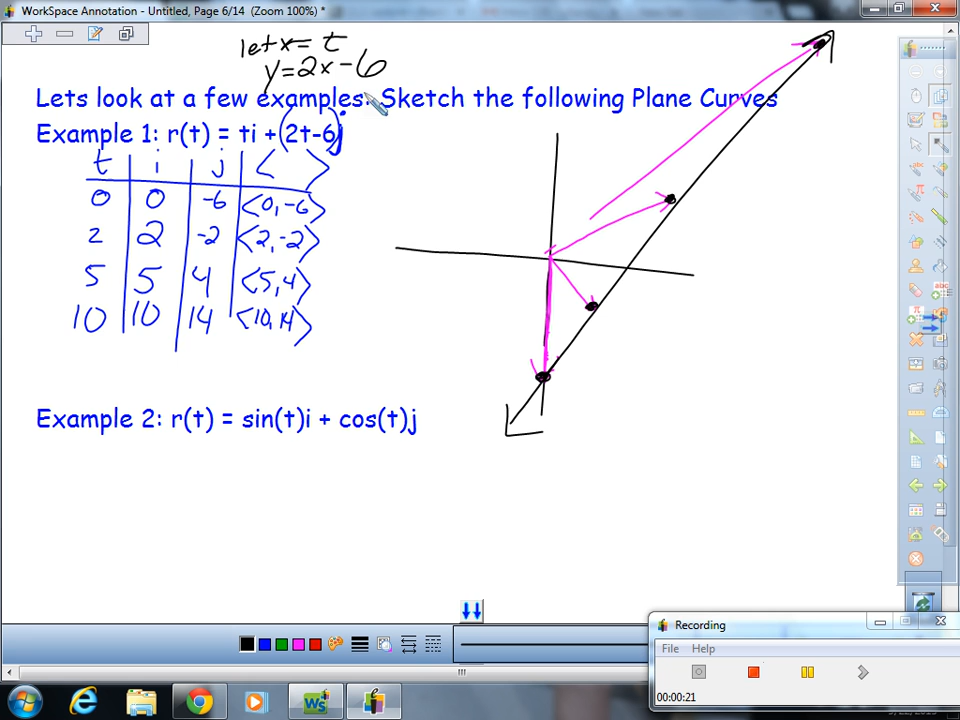 WorkSpace Annotation - Untitled, Page 6/14 (Zoom 100%) *
let x = t
y = 2x - 6
Lets look at a few examples: Sketch the following Plane Curves
Example 1: r(t) = ti + (2t-6)j
t i j < >
0 0 -6 <0, -6>
2 2 -2 <2, -2>
5 5 4 <5, 4>
10 10 14 <10, 14>
Example 2: r(t) = sin(t)i + cos(t)j
Recording
File Help
00:00:21